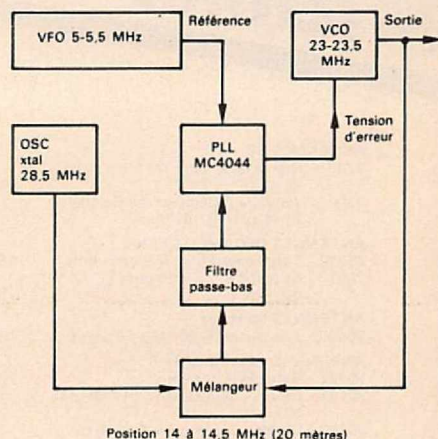 VFO 5-5,5 MHz
Référence
VCO
23-23,5
MHz
Sortie
Tension
d'erreur
OSC
xtal
28,5 MHz
PLL
MC4044
Filtre
passe-bas
Mélangeur
Position 14 à 14,5 MHz (20 mètres)